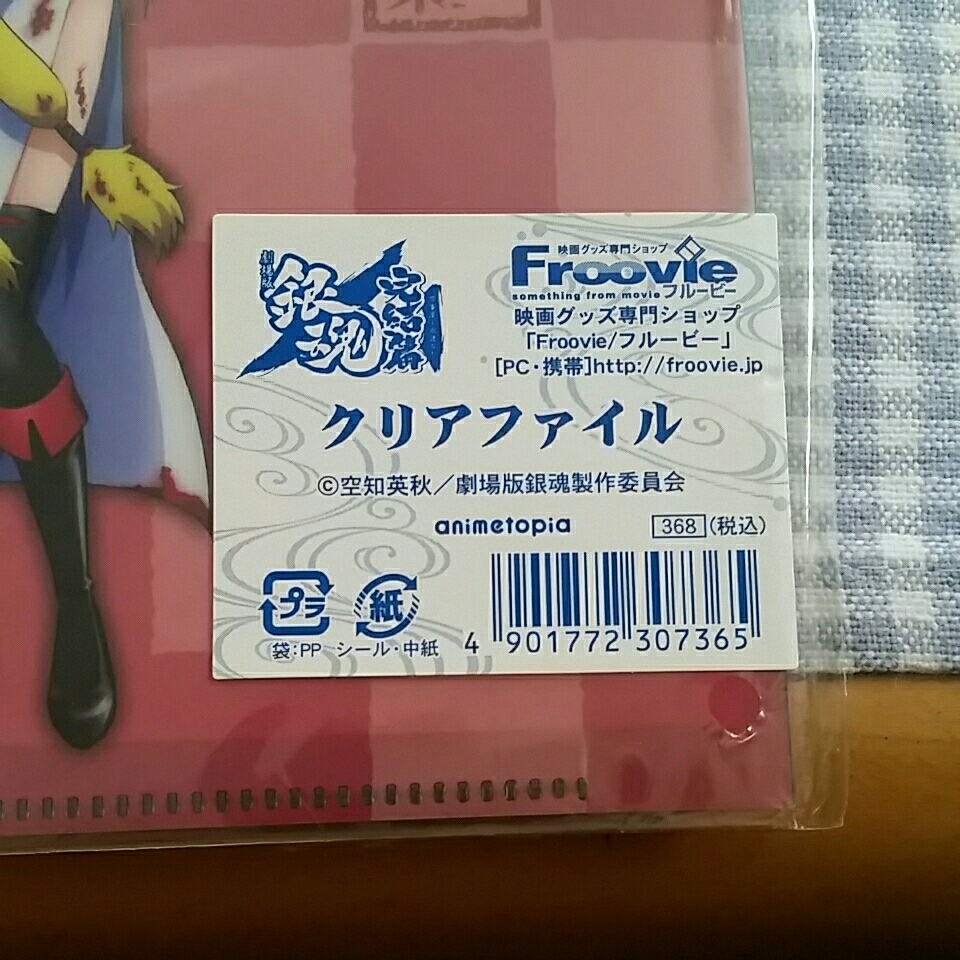 劇場版
銀魂
完結篇
映画グッズ専門ショップ
Froovie
something from movie フルービー
映画グッズ専門ショップ
「Froovie/フルービー」
[PC・携帯]http://froovie.jp
クリアファイル
©空知英秋／劇場版銀魂製作委員会
animetopia
368(税込)
プラ
紙
袋:PP シール・中紙
4 901772 307365